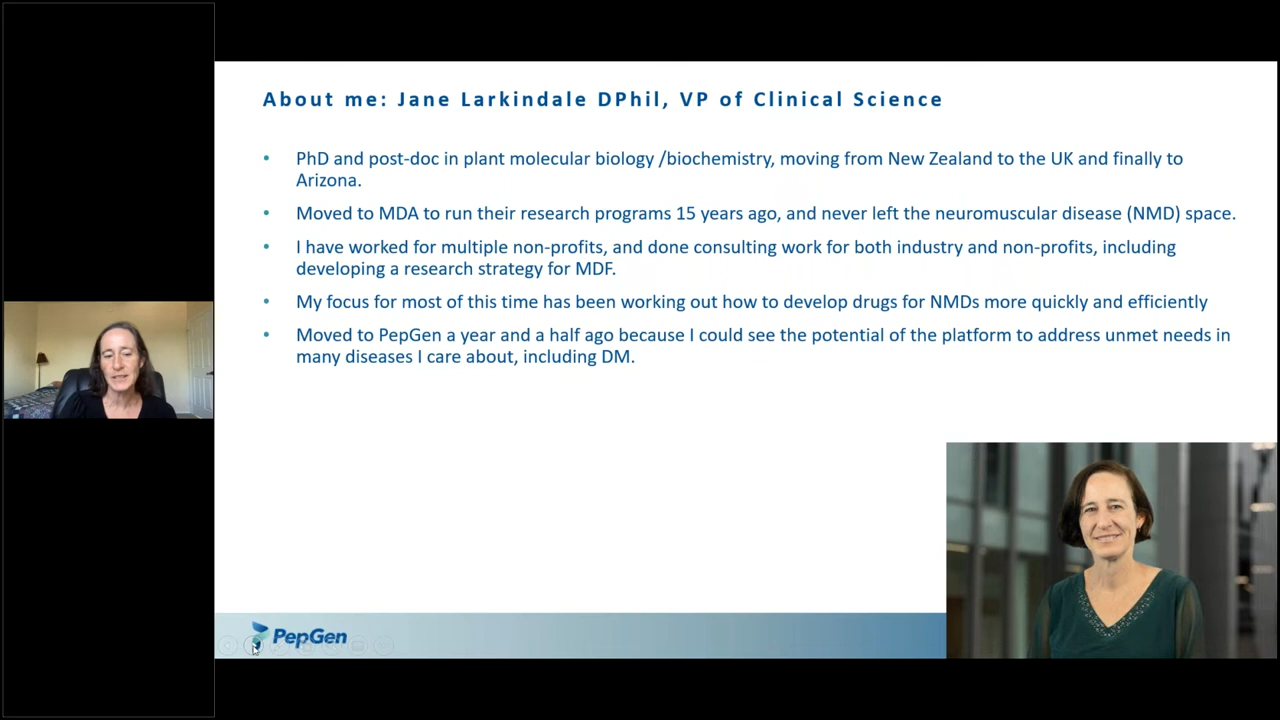 About me: Jane Larkindale DPhil, VP of Clinical Science
• PhD and post-doc in plant molecular biology /biochemistry, moving from New Zealand to the UK and finally to
Arizona.
• Moved to MDA to run their research programs 15 years ago, and never left the neuromuscular disease (NMD) space.
• I have worked for multiple non-profits, and done consulting work for both industry and non-profits, including
developing a research strategy for MDF.
• My focus for most of this time has been working out how to develop drugs for NMDs more quickly and efficiently
• Moved to PepGen a year and a half ago because I could see the potential of the platform to address unmet needs in
many diseases I care about, including DM.
PepGen